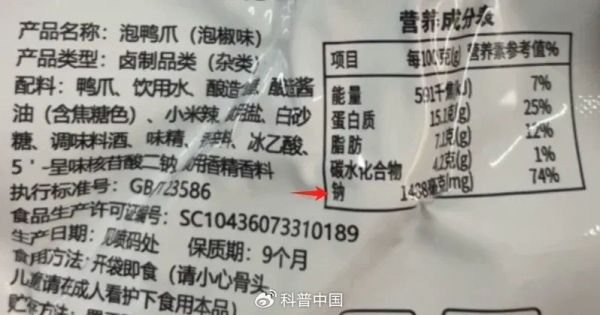 产品名称：泡鸭爪（泡椒味）
产品类型：卤制品类（杂类）
配料：鸭爪、饮用水、酿造
酿造酱
油（含焦糖色）、小米辣
盐、白砂
糖、调味料酒、味精、
冰乙酸、
5'-呈味核苷酸二钠
用香精香料
执行标准号：GB/T23586
食品生产许可证编号：SC10436073310189
生产日期：见喷码处 保质期：9个月
食用方法：开袋即食（请小心骨头
儿童请在成人看护下食用本品）
营养成分表
项目 每100克(g) 营养素参考值%
能量 591千焦(kJ) 7%
蛋白质 15.1克(g) 25%
脂肪 7.1克(g) 12%
碳水化合物 4.2克(g) 1%
钠 1488毫克(mg) 74%
科普中国